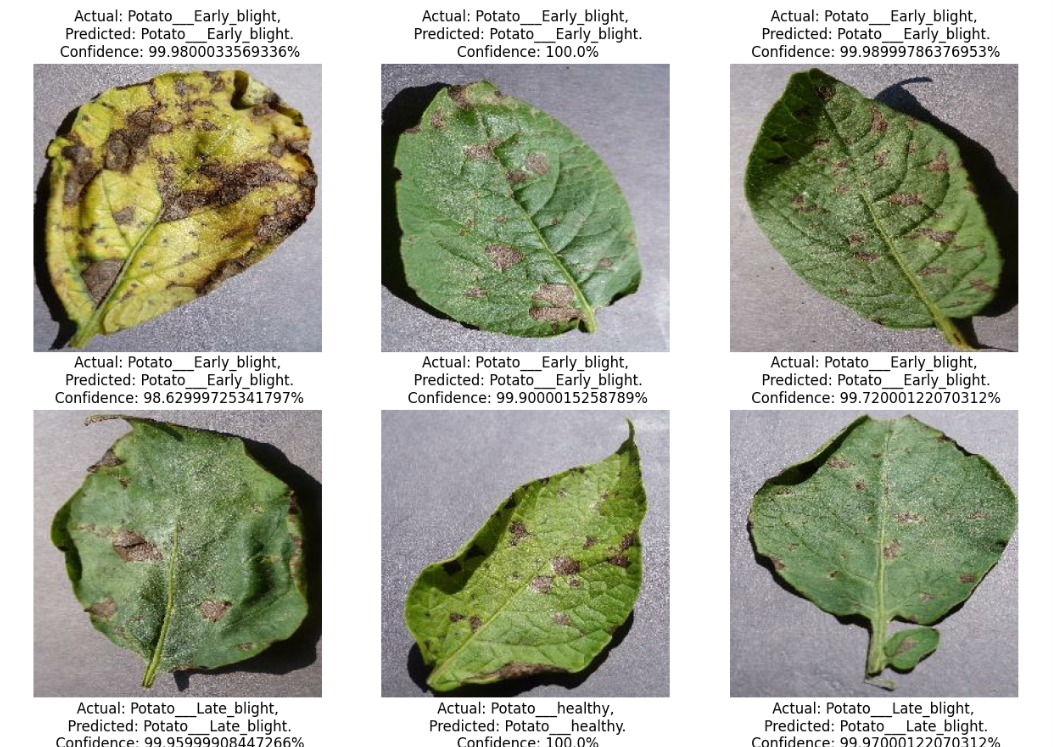 Actual: Potato___Early_blight,
Predicted: Potato___Early_blight.
Confidence: 99.9800033569336%
Actual: Potato___Early_blight,
Predicted: Potato___Early_blight.
Confidence: 100.0%
Actual: Potato___Early_blight,
Predicted: Potato___Early_blight.
Confidence: 99.98999786376953%
Actual: Potato___Early_blight,
Predicted: Potato___Early_blight.
Confidence: 98.62999725341797%
Actual: Potato___Early_blight,
Predicted: Potato___Early_blight.
Confidence: 99.9000015258789%
Actual: Potato___Early_blight,
Predicted: Potato___Early_blight.
Confidence: 99.72000122070312%
Actual: Potato___Late_blight,
Predicted: Potato___Late_blight.
Confidence: 99.95999908447266%
Actual: Potato___healthy,
Predicted: Potato___healthy.
Confidence: 100.0%
Actual: Potato___Late_blight,
Predicted: Potato___Late_blight.
Confidence: 99.97000122070312%